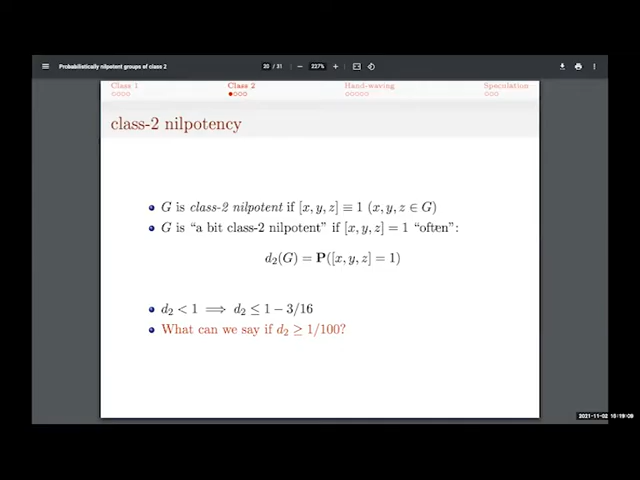 Probabilistically nilpotent groups of class 2
20 / 31
227%
Class 1 Class 2 Hand-waving Speculation
class-2 nilpotency
G is class-2 nilpotent if [x, y, z] ≡ 1 (x, y, z ∈ G)
G is “a bit class-2 nilpotent” if [x, y, z] = 1 “often”:
d₂(G) = P([x, y, z] = 1)
d₂ < 1 ⟹ d₂ ≤ 1 − 3/16
What can we say if d₂ ≥ 1/100?
2021-11-02 15:19:09